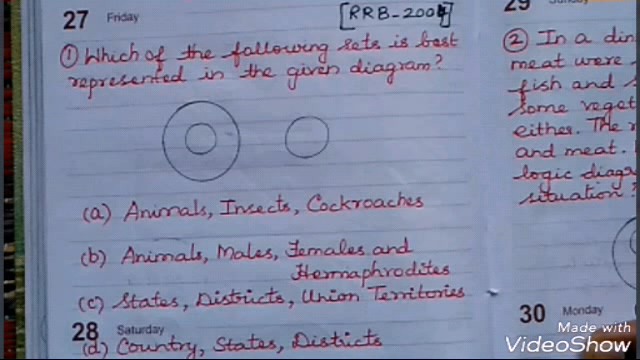 27 Friday
[RRB-2004]
① Which of the following sets is best
represented in the given diagram?
(a) Animals, Insects, Cockroaches
(b) Animals, Males, Females and
Hermaphrodites
(c) States, Districts, Union Territories
28 Saturday
(d) Country, States, Districts
29
② In a din
meat were
fish and
some veget
either. The
and meat.
logic diagra
situation?
30 Monday
Made with
VideoShow